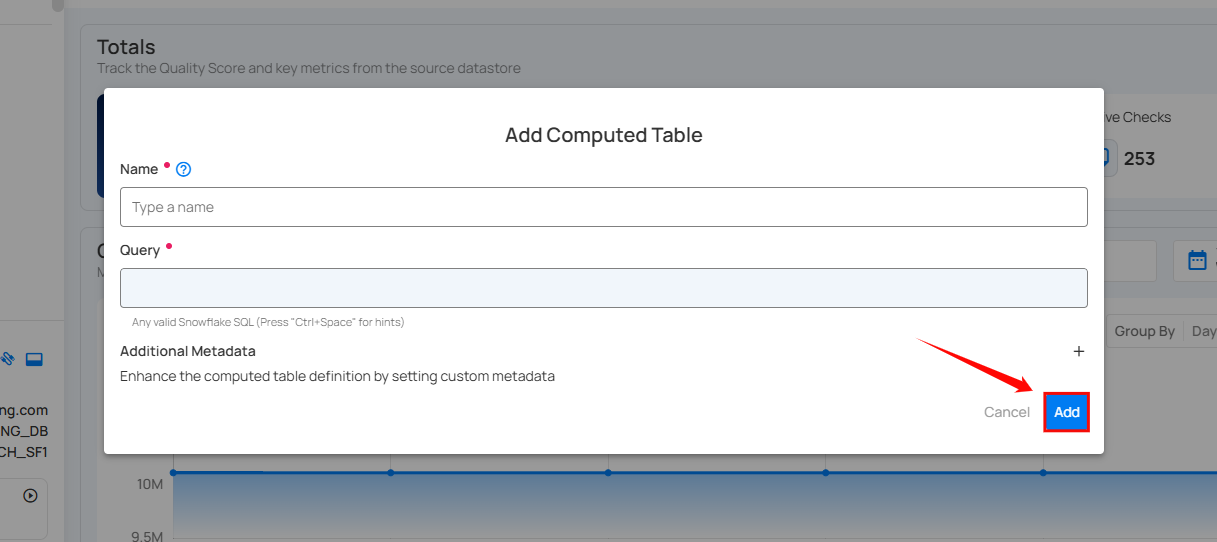 Totals
Track the Quality Score and key metrics from the source datastore
ve Checks
253
Add Computed Table
Name
Type a name
Query
Any valid Snowflake SQL (Press "Ctrl+Space" for hints)
Additional Metadata
+
Enhance the computed table definition by setting custom metadata
Cancel
Add
Group By
Day
ng.com
NG_DB
CH_SF1
10M
9.5M